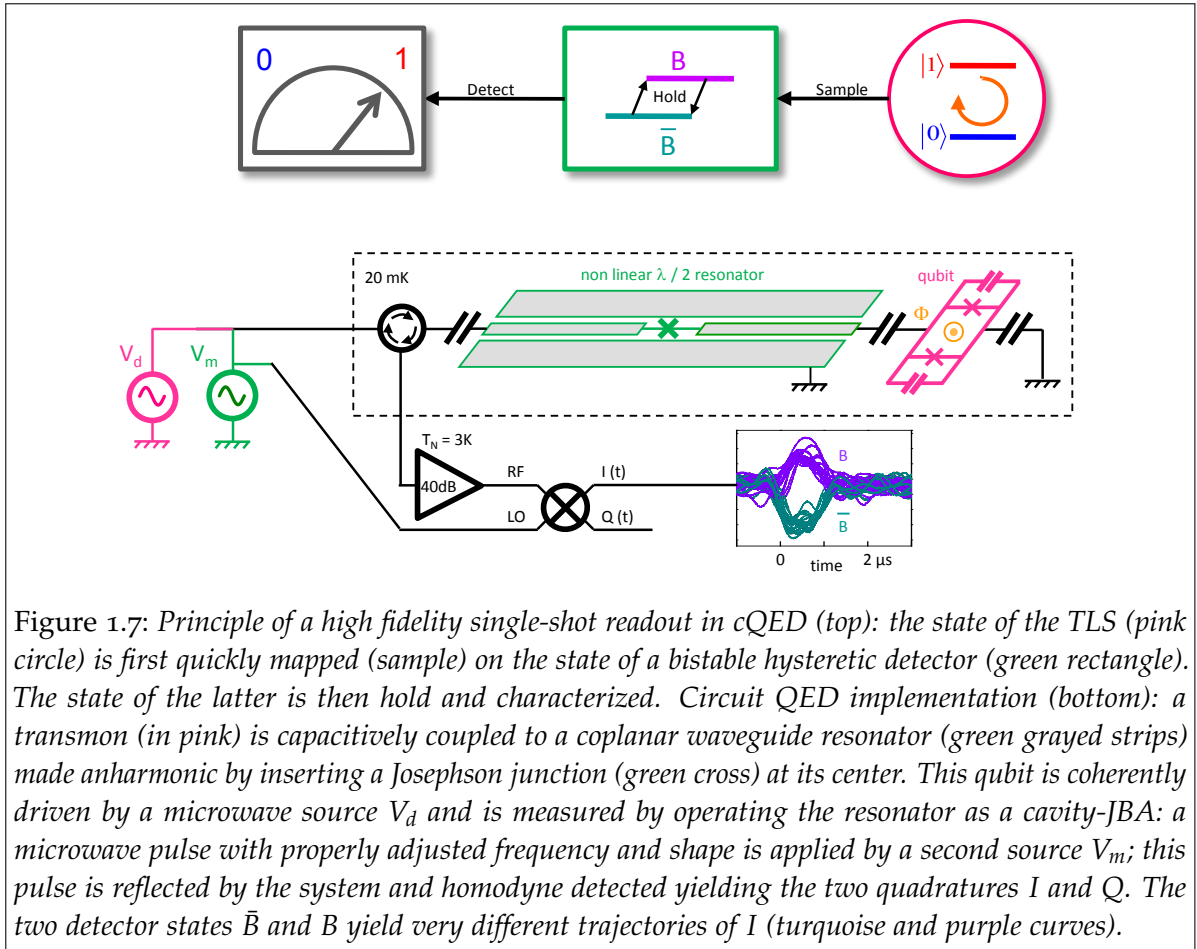 0
1
Detect
B
Hold
B̅
Sample
|1⟩
|0⟩
20 mK
non linear λ / 2 resonator
qubit
Φ
V_d
V_m
T_N = 3K
40dB
RF
LO
I (t)
Q (t)
B
B̅
0
2 μs
time
Figure 1.7: Principle of a high fidelity single-shot readout in cQED (top): the state of the TLS (pink
circle) is first quickly mapped (sample) on the state of a bistable hysteretic detector (green rectangle).
The state of the latter is then hold and characterized. Circuit QED implementation (bottom): a
transmon (in pink) is capacitively coupled to a coplanar waveguide resonator (green grayed strips)
made anharmonic by inserting a Josephson junction (green cross) at its center. This qubit is coherently
driven by a microwave source V_d and is measured by operating the resonator as a cavity-JBA: a
microwave pulse with properly adjusted frequency and shape is applied by a second source V_m; this
pulse is reflected by the system and homodyne detected yielding the two quadratures I and Q. The
two detector states B̄ and B yield very different trajectories of I (turquoise and purple curves).